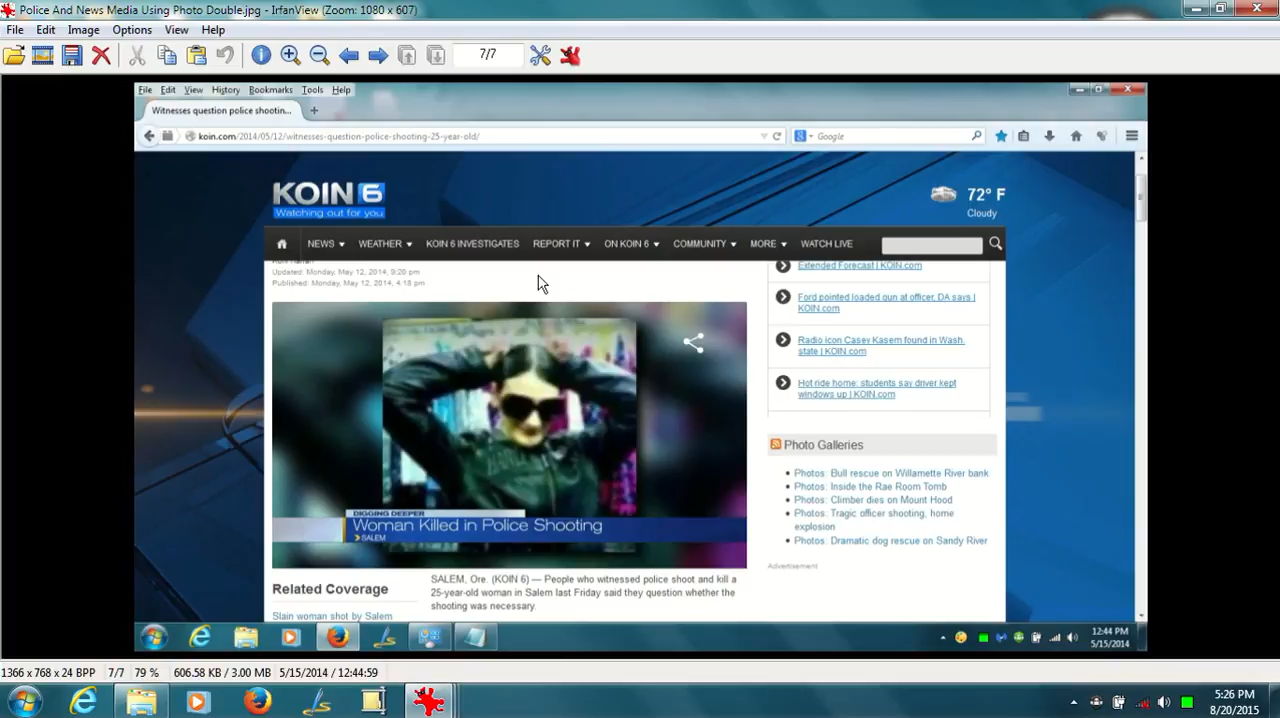 Police And News Media Using Photo Double.jpg - IrfanView (Zoom: 1080 x 607)
File Edit Image Options View Help
7/7
File Edit View History Bookmarks Tools Help
Witnesses question police shootin...
koin.com/2014/05/12/witnesses-question-police-shooting-25-year-old/
Google
KOIN 6
Watching out for you
72° F
Cloudy
NEWS WEATHER KOIN 6 INVESTIGATES REPORT IT ON KOIN 6 COMMUNITY MORE WATCH LIVE
Updated: Monday, May 12, 2014, 9:20 pm
Published: Monday, May 12, 2014, 4:18 pm
Extended Forecast | KOIN.com
Ford pointed loaded gun at officer, DA says |
KOIN.com
Radio icon Casey Kasem found in Wash.
state | KOIN.com
Hot ride home: students say driver kept
windows up | KOIN.com
DIGGING DEEPER
Woman Killed in Police Shooting
SALEM
Photo Galleries
Photos: Bull rescue on Willamette River bank
Photos: Inside the Rae Room Tomb
Photos: Climber dies on Mount Hood
Photos: Tragic officer shooting, home
explosion
Photos: Dramatic dog rescue on Sandy River
Advertisement
Related Coverage
Slain woman shot by Salem
SALEM, Ore. (KOIN 6) — People who witnessed police shoot and kill a
25-year-old woman in Salem last Friday said they question whether the
shooting was necessary.
12:44 PM
5/15/2014
1366 x 768 x 24 BPP 7/7 79 % 606.58 KB / 3.00 MB 5/15/2014 / 12:44:59
5:26 PM
8/20/2015